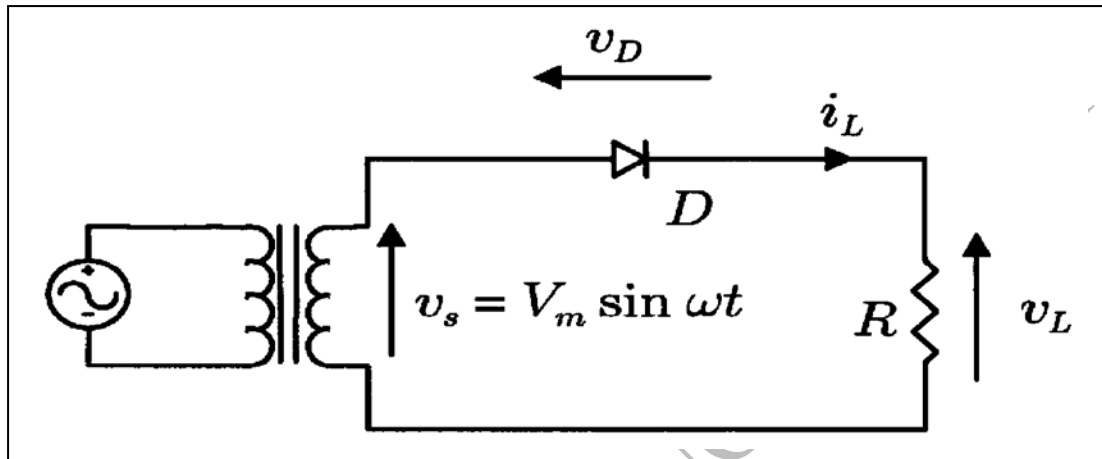 v_D
i_L
D
+
-
v_s = V_m sin ωt
R
v_L